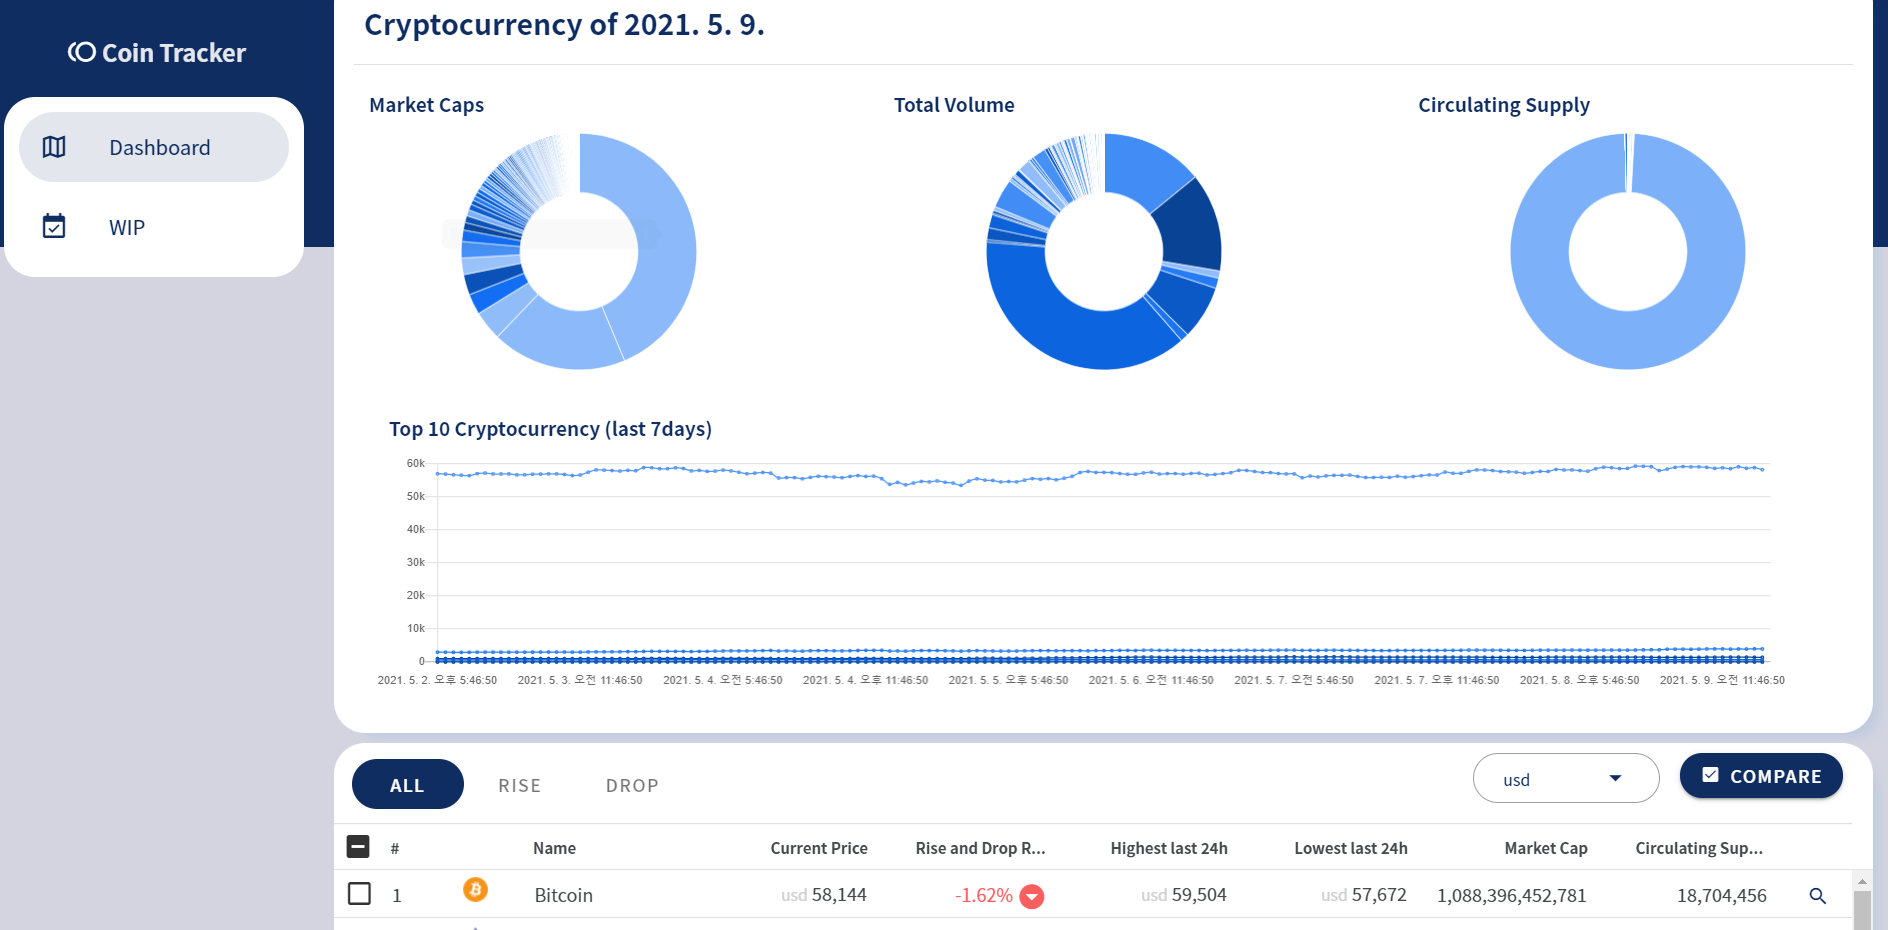 Cryptocurrency of 2021. 5. 9.
Coin Tracker
Dashboard
WIP
Market Caps
Total Volume
Circulating Supply
Top 10 Cryptocurrency (last 7days)
60k
50k
40k
30k
20k
10k
0
2021. 5. 2. 오후 5:46:50
2021. 5. 3. 오전 11:46:50
2021. 5. 4. 오전 5:46:50
2021. 5. 4. 오후 11:46:50
2021. 5. 5. 오후 5:46:50
2021. 5. 6. 오전 11:46:50
2021. 5. 7. 오전 5:46:50
2021. 5. 7. 오후 11:46:50
2021. 5. 8. 오후 5:46:50
2021. 5. 9. 오전 11:46:50
ALL RISE DROP
usd
COMPARE
# Name Current Price Rise and Drop R... Highest last 24h Lowest last 24h Market Cap Circulating Sup...
1 Bitcoin usd 58,144 -1.62% usd 59,504 usd 57,672 1,088,396,452,781 18,704,456